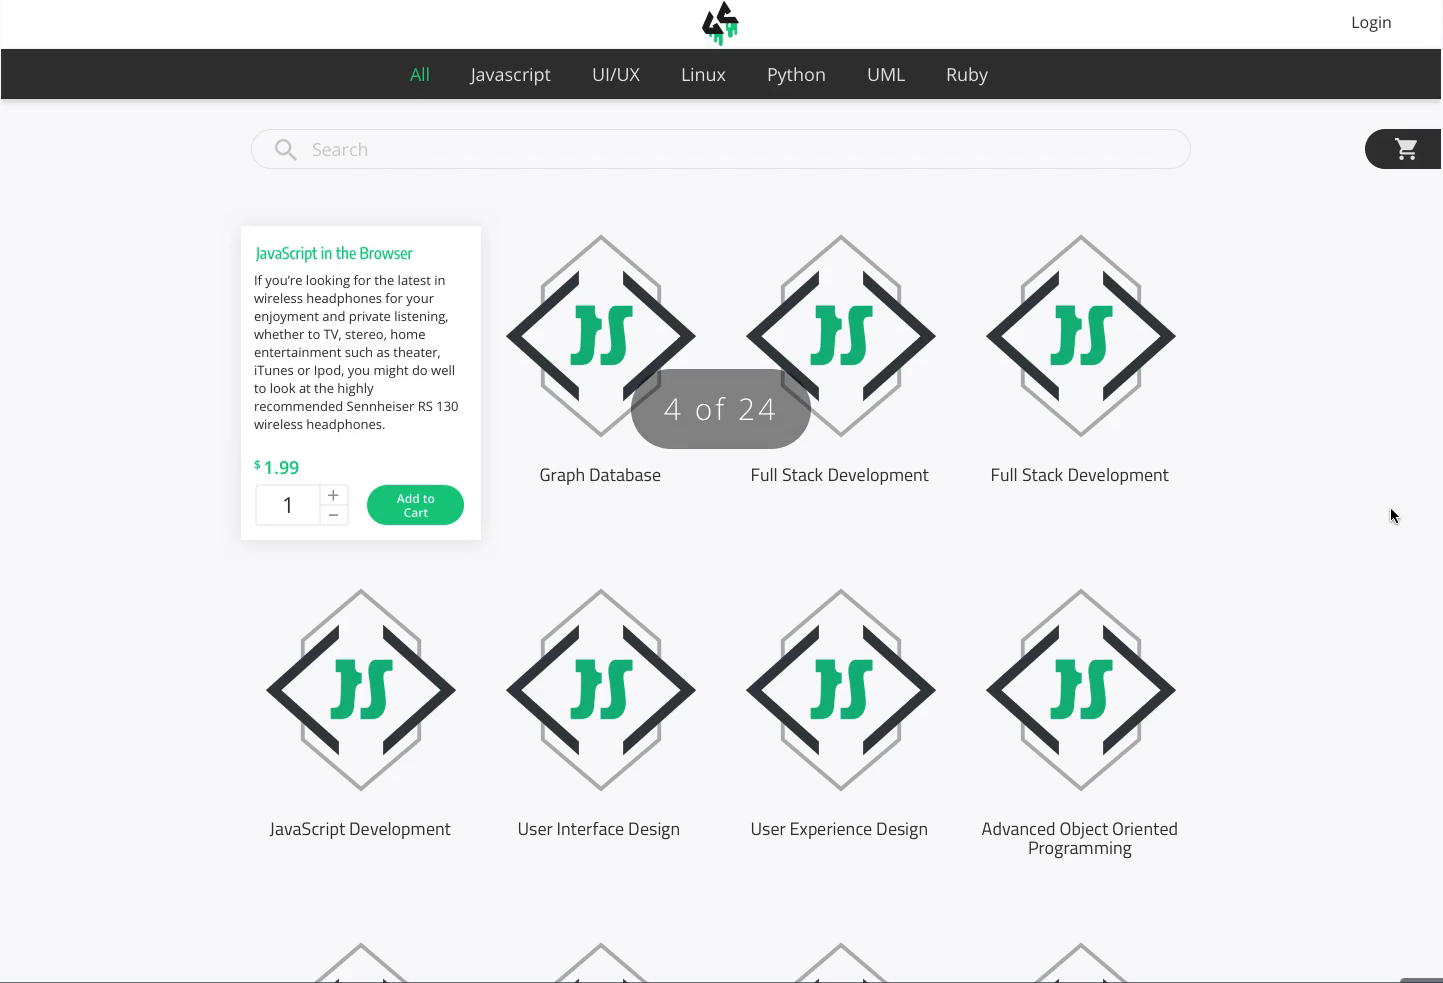 Login
All Javascript UI/UX Linux Python UML Ruby
Search
JavaScript in the Browser
If you’re looking for the latest in
wireless headphones for your
enjoyment and private listening,
whether to TV, stereo, home
entertainment such as theater,
iTunes or Ipod, you might do well
to look at the highly
recommended Sennheiser RS 130
wireless headphones.
$1.99
1
+
−
Add to
Cart
JS
JS
JS
4 of 24
Graph Database
Full Stack Development
Full Stack Development
JS
JS
JS
JS
JavaScript Development
User Interface Design
User Experience Design
Advanced Object Oriented
Programming